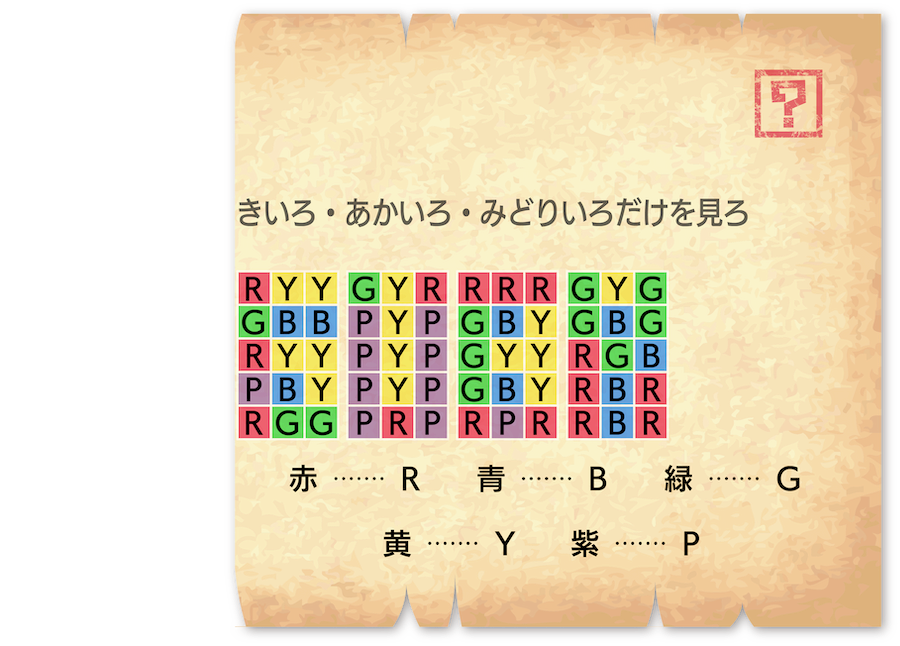 ?
きいろ・あかいろ・みどりいろだけを見ろ
RYY GYR RRR GYG
GBB PYP GBY GBG
RYY PYP GYY RGB
PBY PYP GBY RBR
RGG PRP RPR RBR
赤 ……… R 青 ……… B 緑 ……… G
黄 ……… Y 紫 ……… P